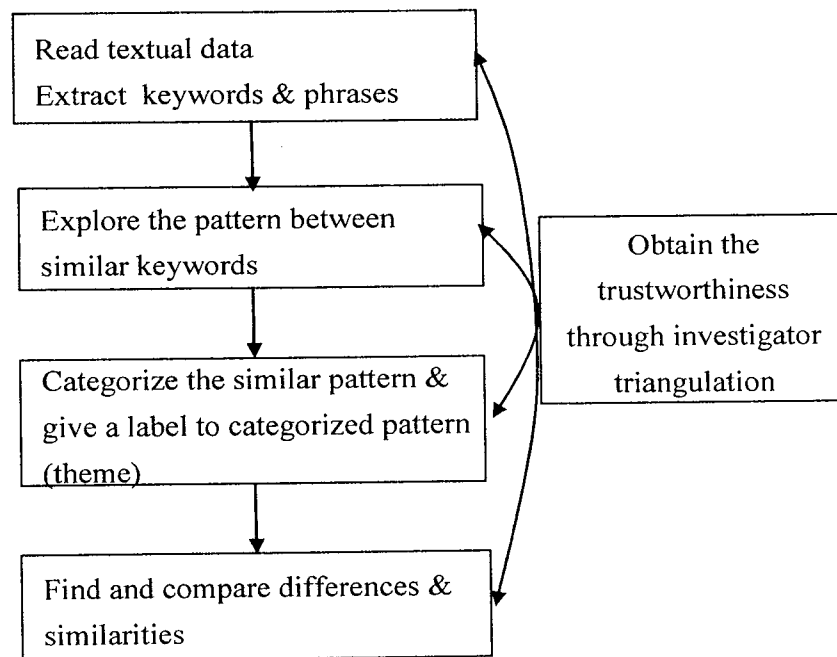 Read textual data
Extract keywords & phrases
Explore the pattern between
similar keywords
Categorize the similar pattern &
give a label to categorized pattern
(theme)
Find and compare differences &
similarities
Obtain the
trustworthiness
through investigator
triangulation